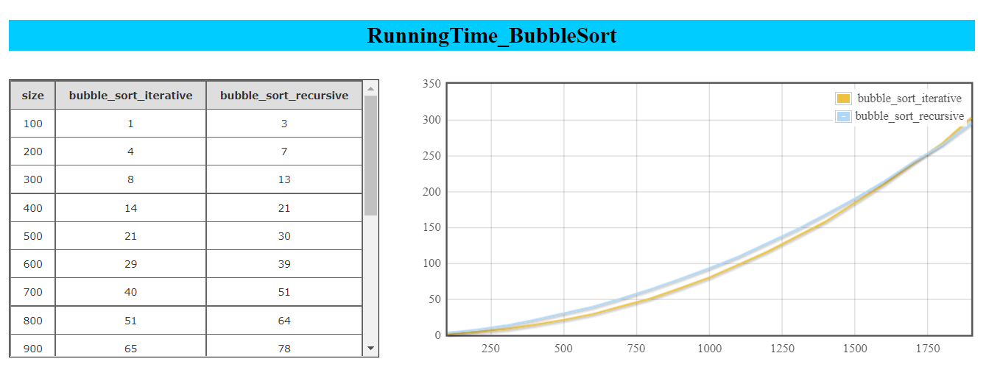 RunningTime_BubbleSort
size bubble_sort_iterative bubble_sort_recursive
100 1 3
200 4 7
300 8 13
400 14 21
500 21 30
600 29 39
700 40 51
800 51 64
900 65 78
350
300
250
200
150
100
50
0
250 500 750 1000 1250 1500 1750
bubble_sort_iterative
bubble_sort_recursive